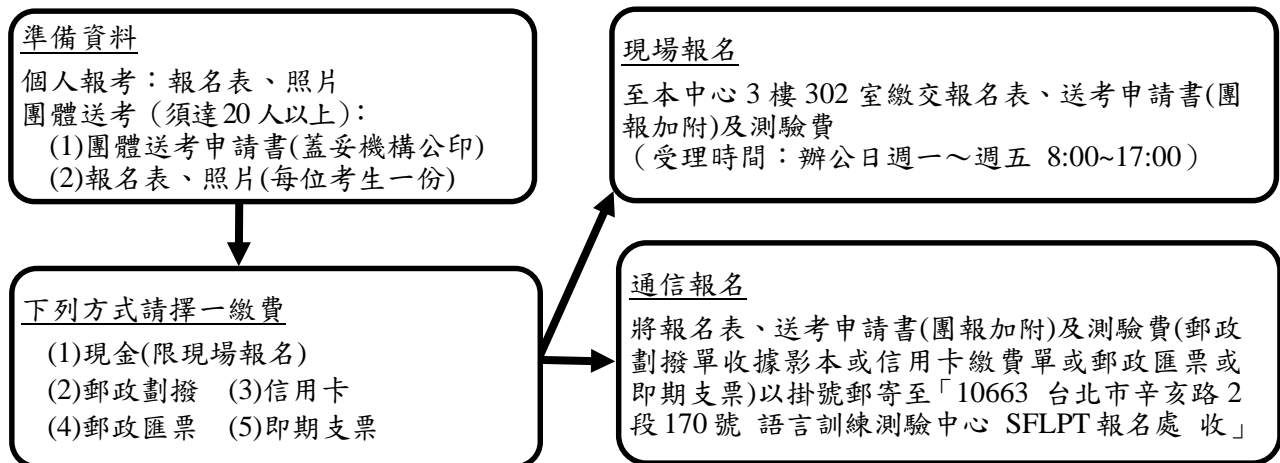 準備資料
個人報考：報名表、照片
團體送考（須達20人以上）：
(1)團體送考申請書(蓋妥機構公印)
(2)報名表、照片(每位考生一份)
下列方式請擇一繳費
(1)現金(限現場報名)
(2)郵政劃撥 (3)信用卡
(4)郵政匯票 (5)即期支票
現場報名
至本中心 3 樓 302 室繳交報名表、送考申請書(團
報加附)及測驗費
（受理時間：辦公日週一～週五 8:00~17:00）
通信報名
將報名表、送考申請書(團報加附)及測驗費(郵政
劃撥單收據影本或信用卡繳費單或郵政匯票或
即期支票)以掛號郵寄至「10663 台北市辛亥路 2
段 170 號 語言訓練測驗中心 SFLPT 報名處 收」